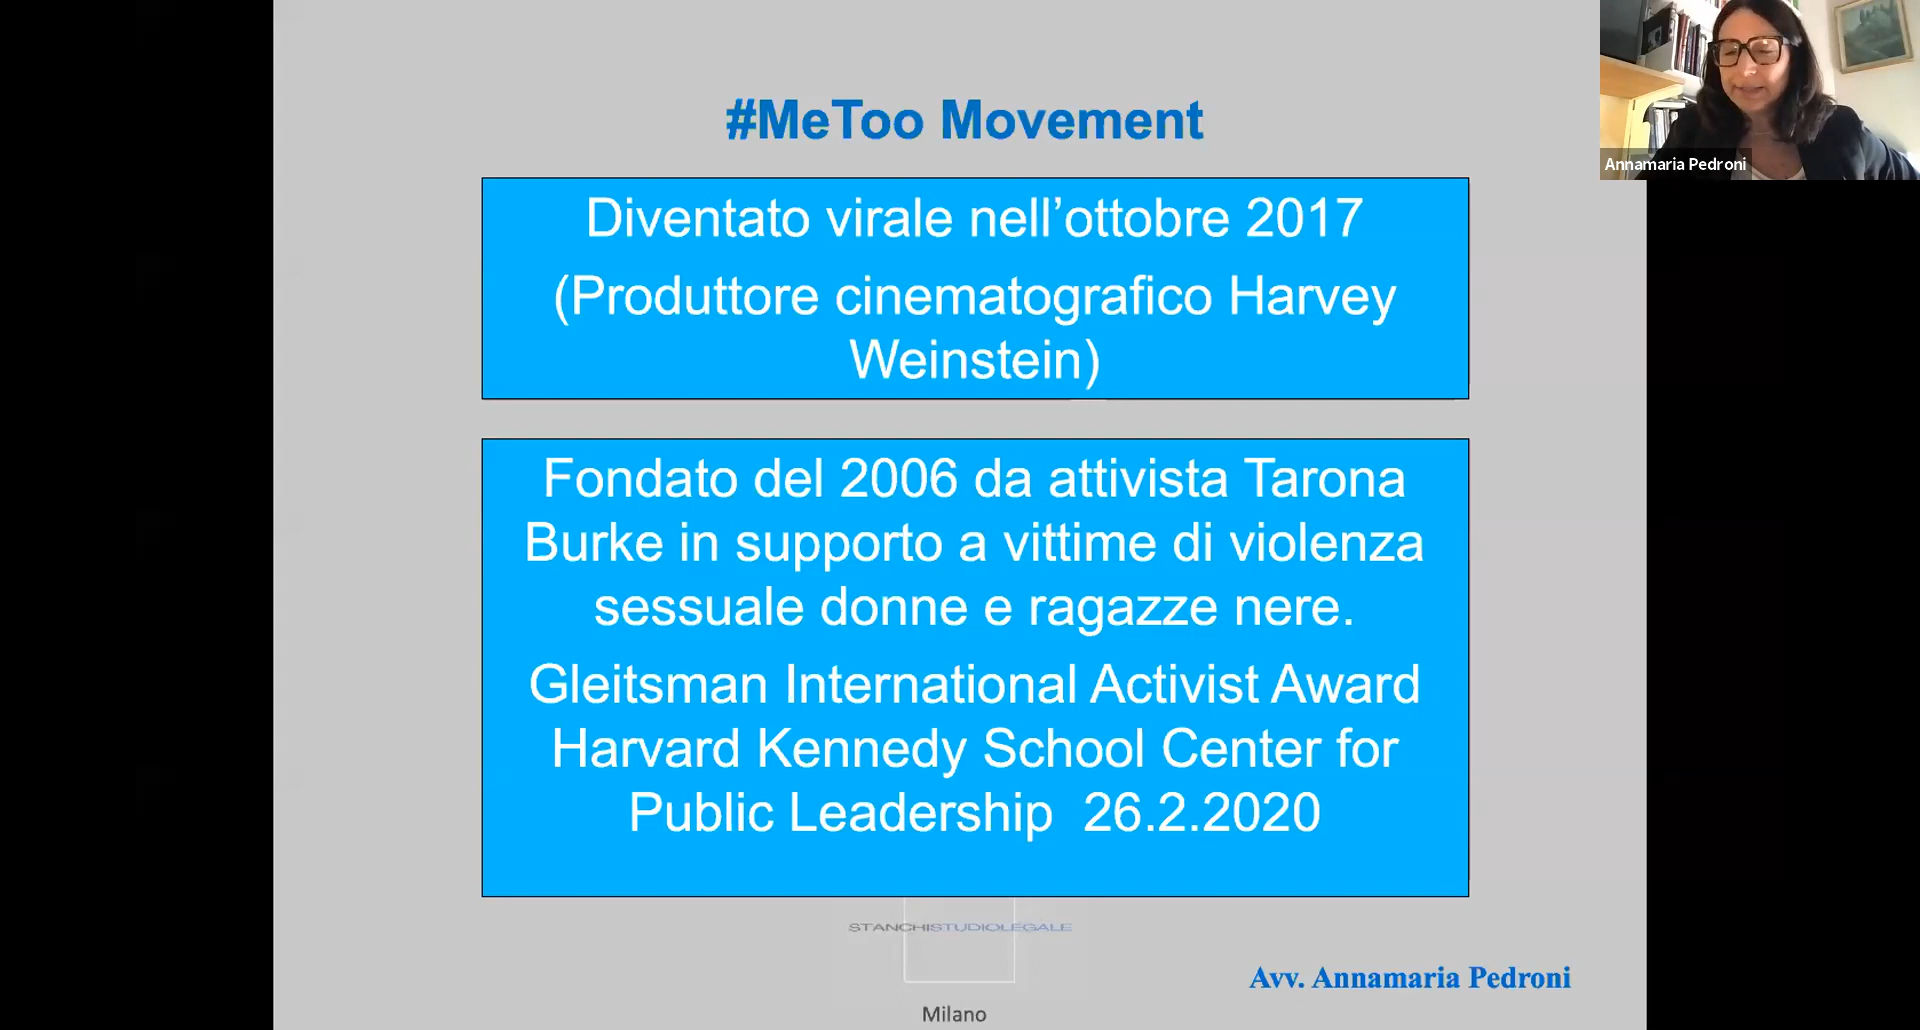 #MeToo Movement
Diventato virale nell’ottobre 2017
(Produttore cinematografico Harvey
Weinstein)
Fondato del 2006 da attivista Tarona
Burke in supporto a vittime di violenza
sessuale donne e ragazze nere.
Gleitsman International Activist Award
Harvard Kennedy School Center for
Public Leadership 26.2.2020
STANCHISTUDIOLEGALE
Milano
Avv. Annamaria Pedroni
Annamaria Pedroni